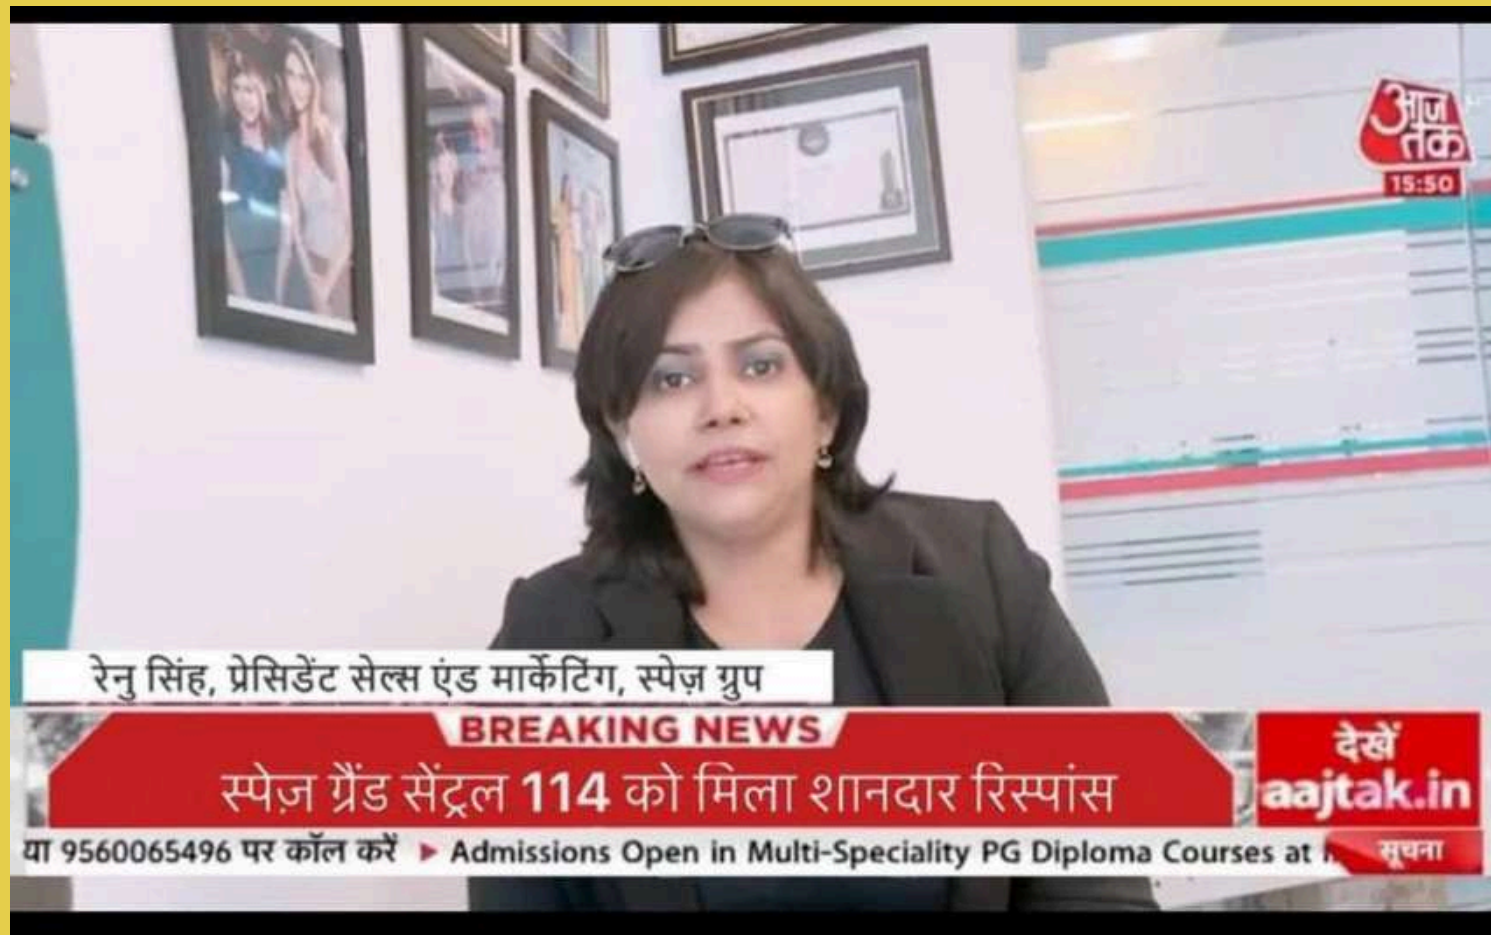 आज
तक
15:50
रेनु सिंह, प्रेसिडेंट सेल्स एंड मार्केटिंग, स्पेज़ ग्रुप
BREAKING NEWS
स्पेज़ ग्रैंड सेंट्रल 114 को मिला शानदार रिस्पांस
देखें
aajtak.in
या 9560065496 पर कॉल करें ▶ Admissions Open in Multi-Speciality PG Diploma Courses at
सूचना